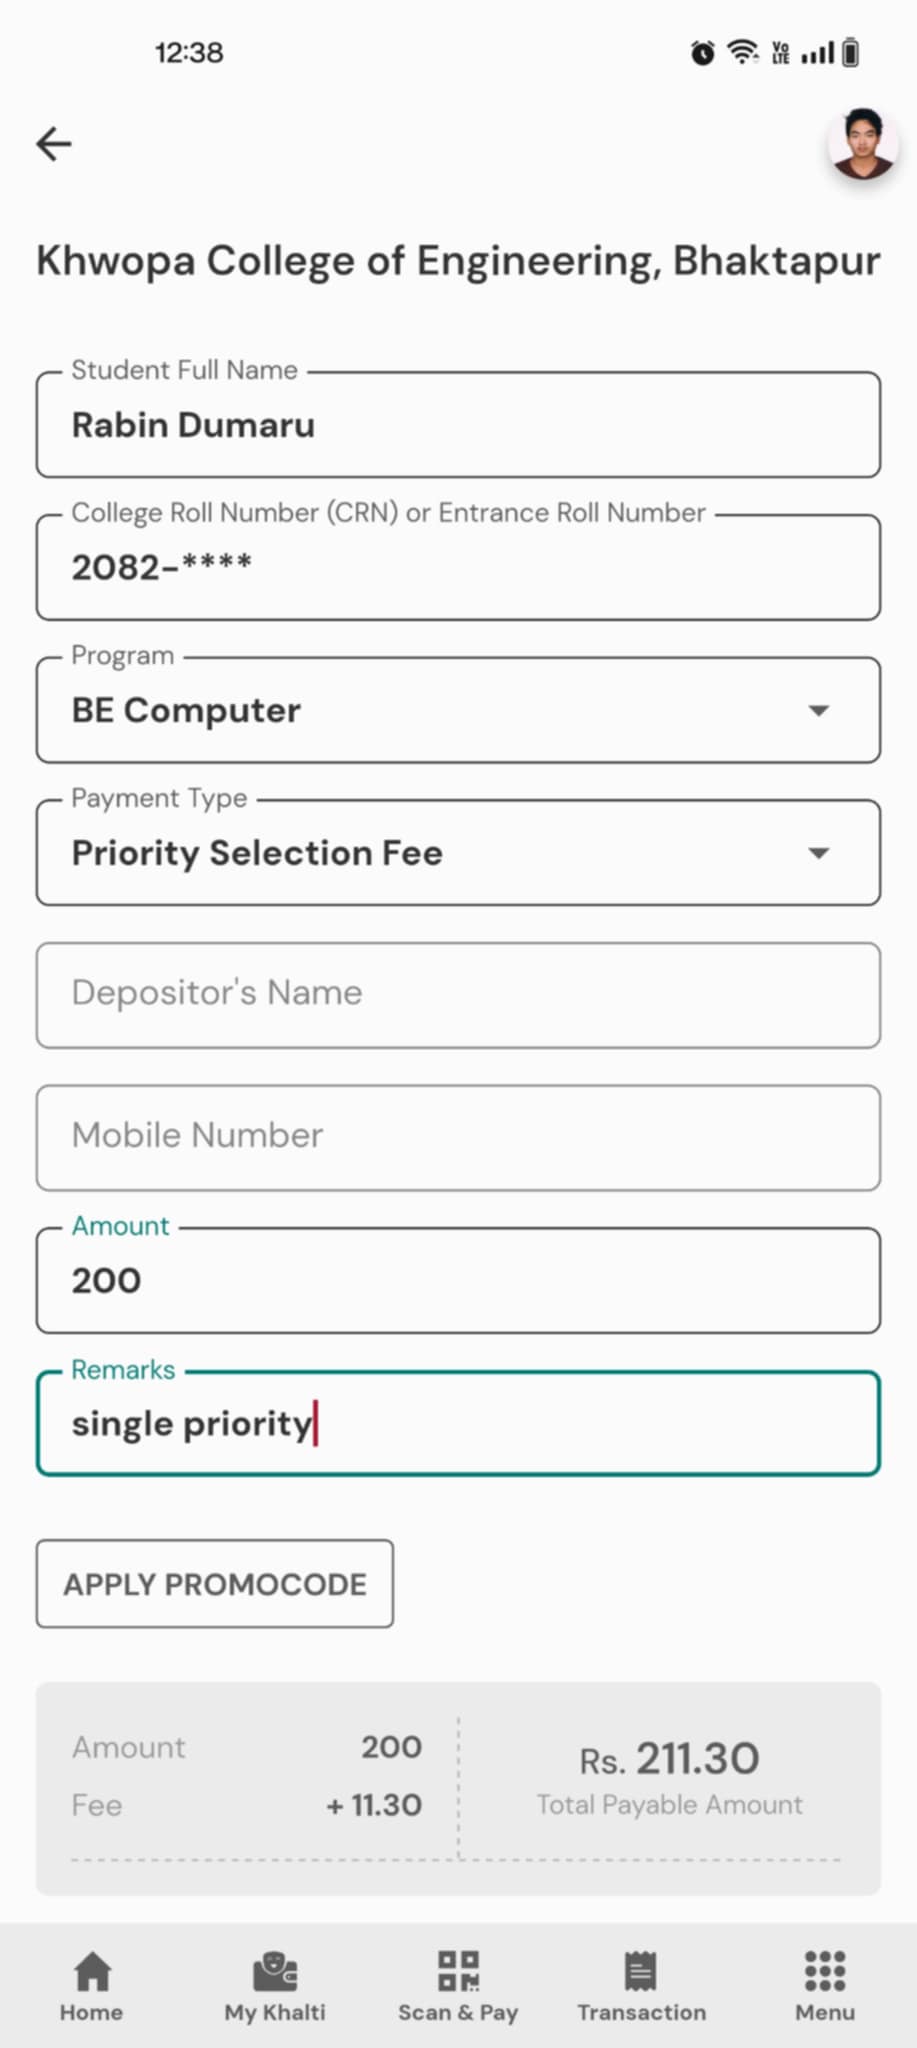 12:38
Vo
LTE
Khwopa College of Engineering, Bhaktapur
Student Full Name
Rabin Dumaru
College Roll Number (CRN) or Entrance Roll Number
2082-****
Program
BE Computer
Payment Type
Priority Selection Fee
Depositor's Name
Mobile Number
Amount
200
Remarks
single priority
APPLY PROMOCODE
Amount 200
Fee + 11.30
Rs. 211.30
Total Payable Amount
Home My Khalti Scan & Pay Transaction Menu